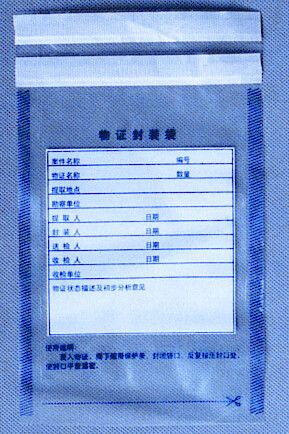 物证封装袋
案件名称 编号
物证名称 数量
提取地点
勘察单位
提取人 日期
封装人 日期
送检人 日期
收检人 日期
收检单位
物证状态描述及初步分析意见
使用说明:
装入物证、撕下胶带保护条、封闭袋口、反复按压封口处,
使封口平整严密。